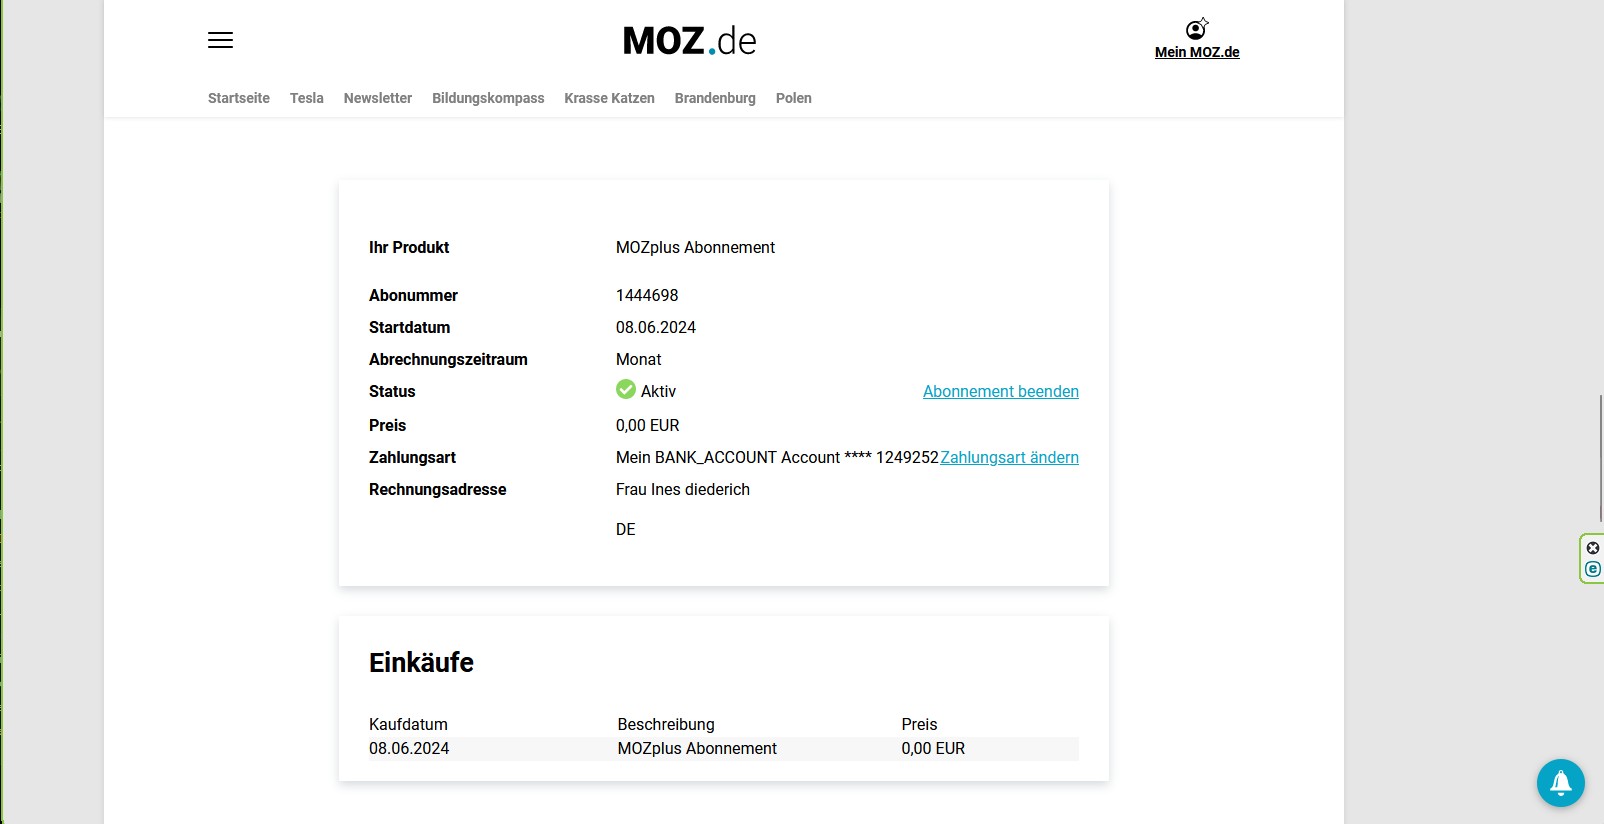 MOZ.de
Mein MOZ.de
Startseite Tesla Newsletter Bildungskompass Krasse Katzen Brandenburg Polen
Ihr Produkt MOZplus Abonnement
Abonummer 1444698
Startdatum 08.06.2024
Abrechnungszeitraum Monat
Status Aktiv Abonnement beenden
Preis 0,00 EUR
Zahlungsart Mein BANK_ACCOUNT Account **** 1249252 Zahlungsart ändern
Rechnungsadresse Frau Ines diederich
DE
Einkäufe
Kaufdatum Beschreibung Preis
08.06.2024 MOZplus Abonnement 0,00 EUR
e